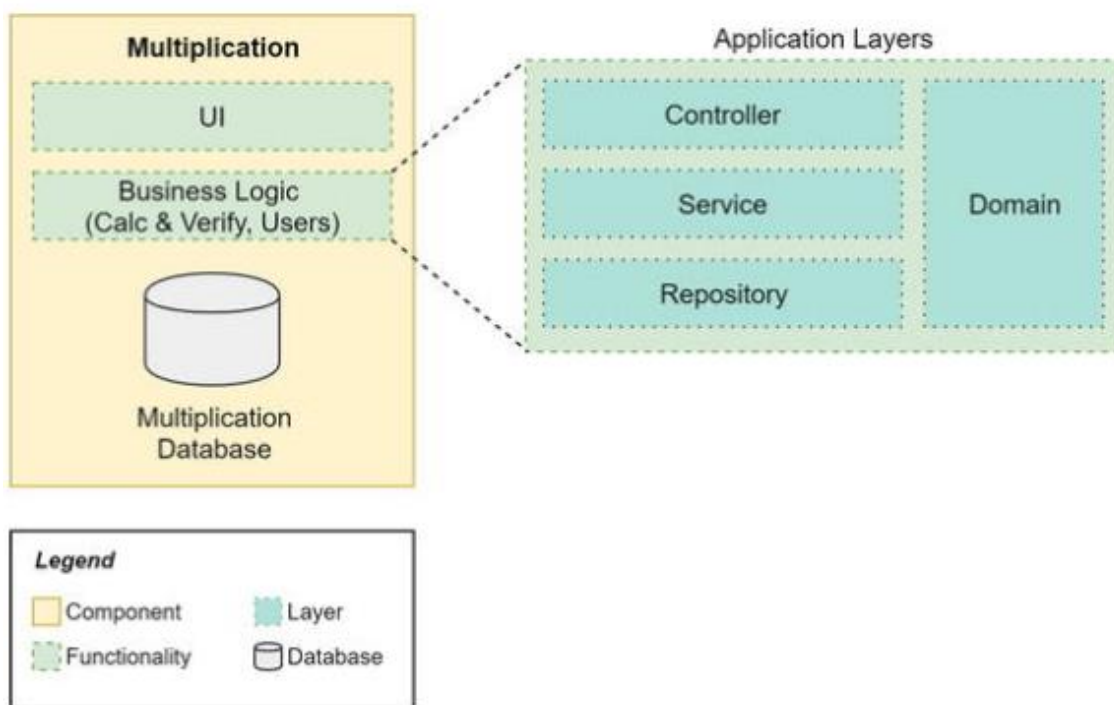 Multiplication
UI
Business Logic
(Calc & Verify, Users)
Multiplication
Database
Application Layers
Controller
Service
Repository
Domain
Legend
Component
Layer
Functionality
Database